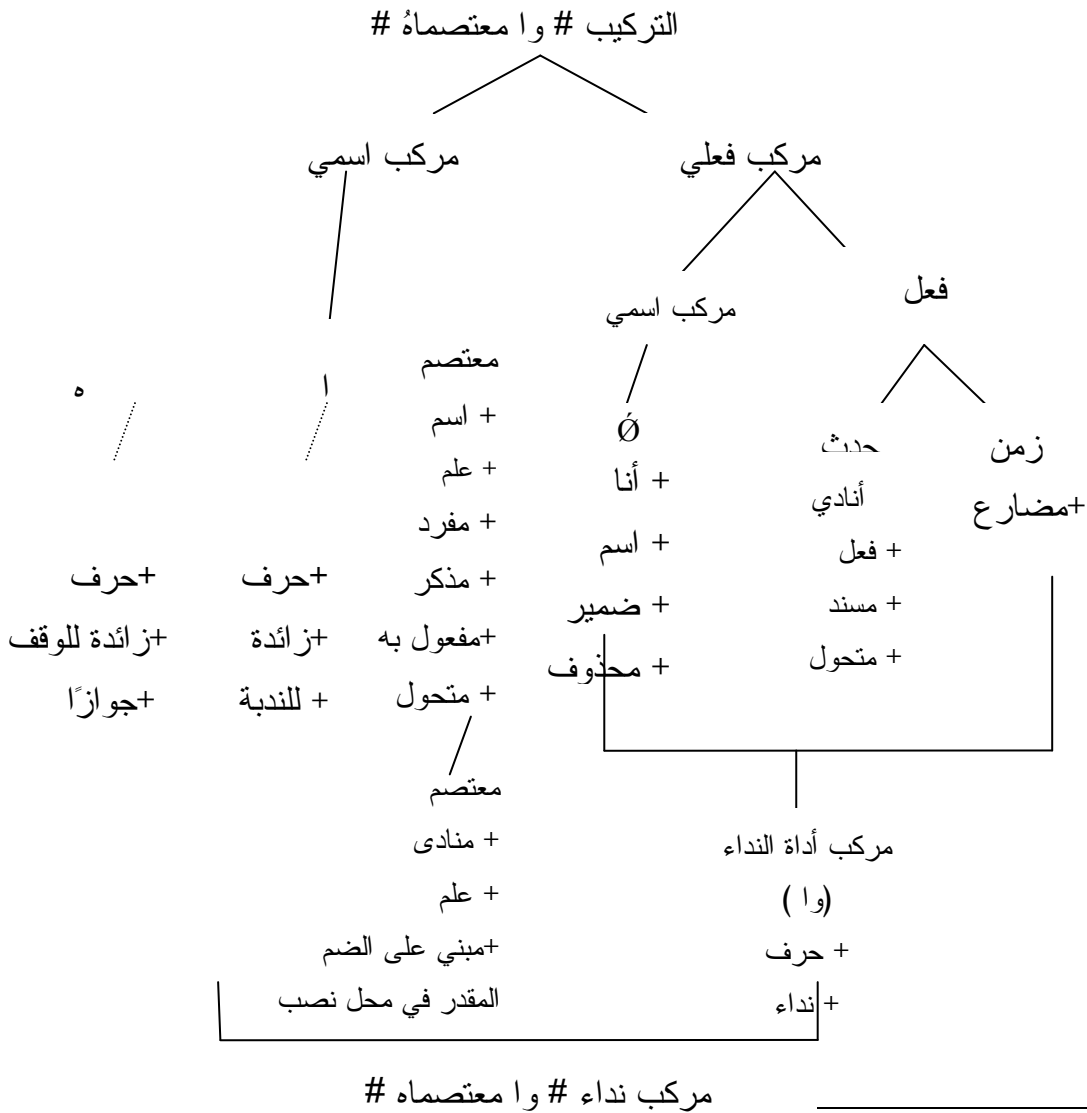 التركيب # وا معتصماهُ #
مركب فعلي
مركب اسمي
فعل
مركب اسمي
زمن
+مضارع
حدث
أنادي
+ فعل
+ مسند
+ متحول
Ǿ
+ أنا
+ اسم
+ ضمير
+ محذوف
معتصم
+ اسم
+ علم
+ مفرد
+ مذكر
+مفعول به
+ متحول
ا
+حرف
+زائدة
+ للندبة
ه
+حرف
+زائدة للوقف
+جوازًا
مركب أداة النداء
(وا )
+ حرف
+ نداء
معتصم
+ منادى
+ علم
+مبني على الضم
المقدر في محل نصب
مركب نداء # وا معتصماه #